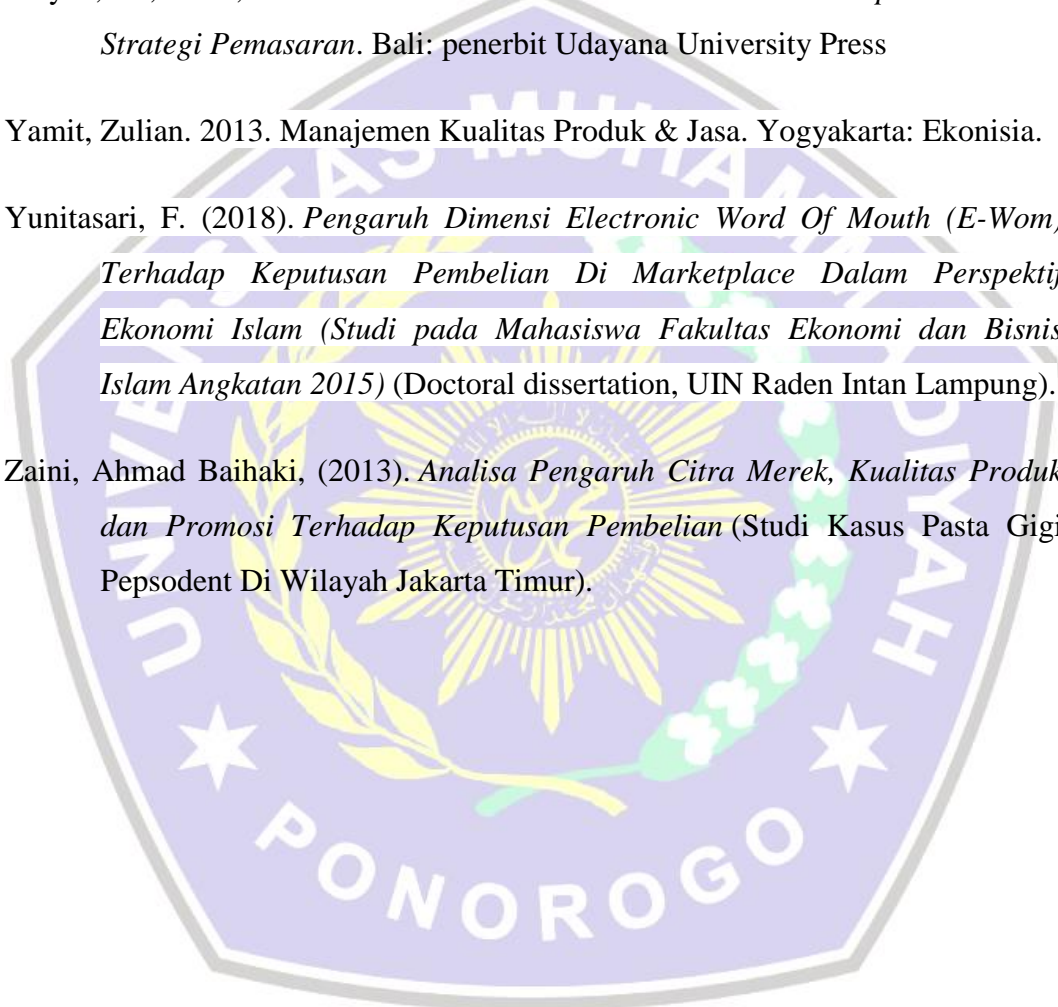 Strategi Pemasaran. Bali: penerbit Udayana University Press
Yamit, Zulian. 2013. Manajemen Kualitas Produk & Jasa. Yogyakarta: Ekonisia.
Yunitasari, F. (2018). Pengaruh Dimensi Electronic Word Of Mouth (E-Wom)
Terhadap Keputusan Pembelian Di Marketplace Dalam Perspektif
Ekonomi Islam (Studi pada Mahasiswa Fakultas Ekonomi dan Bisnis
Islam Angkatan 2015) (Doctoral dissertation, UIN Raden Intan Lampung).
Zaini, Ahmad Baihaki, (2013). Analisa Pengaruh Citra Merek, Kualitas Produk
dan Promosi Terhadap Keputusan Pembelian (Studi Kasus Pasta Gigi
Pepsodent Di Wilayah Jakarta Timur).
UNIVERSITAS MUHAMMADIYAH
PONOROGO